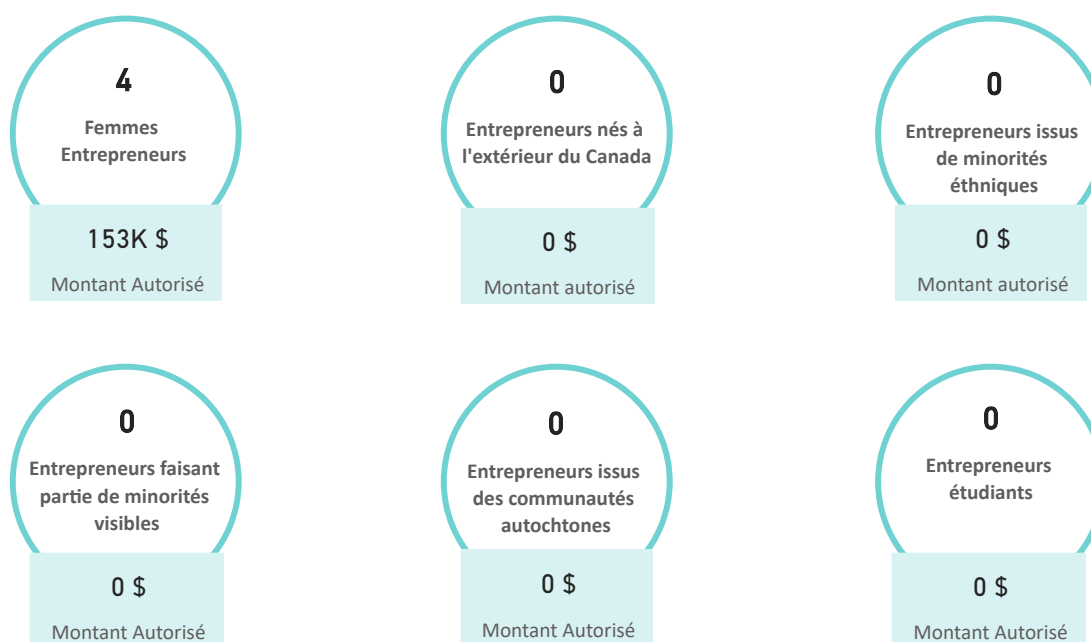 4
Femmes
Entrepreneurs
153K $
Montant Autorisé
0
Entrepreneurs nés à
l'extérieur du Canada
0 $
Montant autorisé
0
Entrepreneurs issus
de minorités
éthniques
0 $
Montant autorisé
0
Entrepreneurs faisant
partie de minorités
visibles
0 $
Montant Autorisé
0
Entrepreneurs issus
des communautés
autochtones
0 $
Montant Autorisé
0
Entrepreneurs
étudiants
0 $
Montant Autorisé